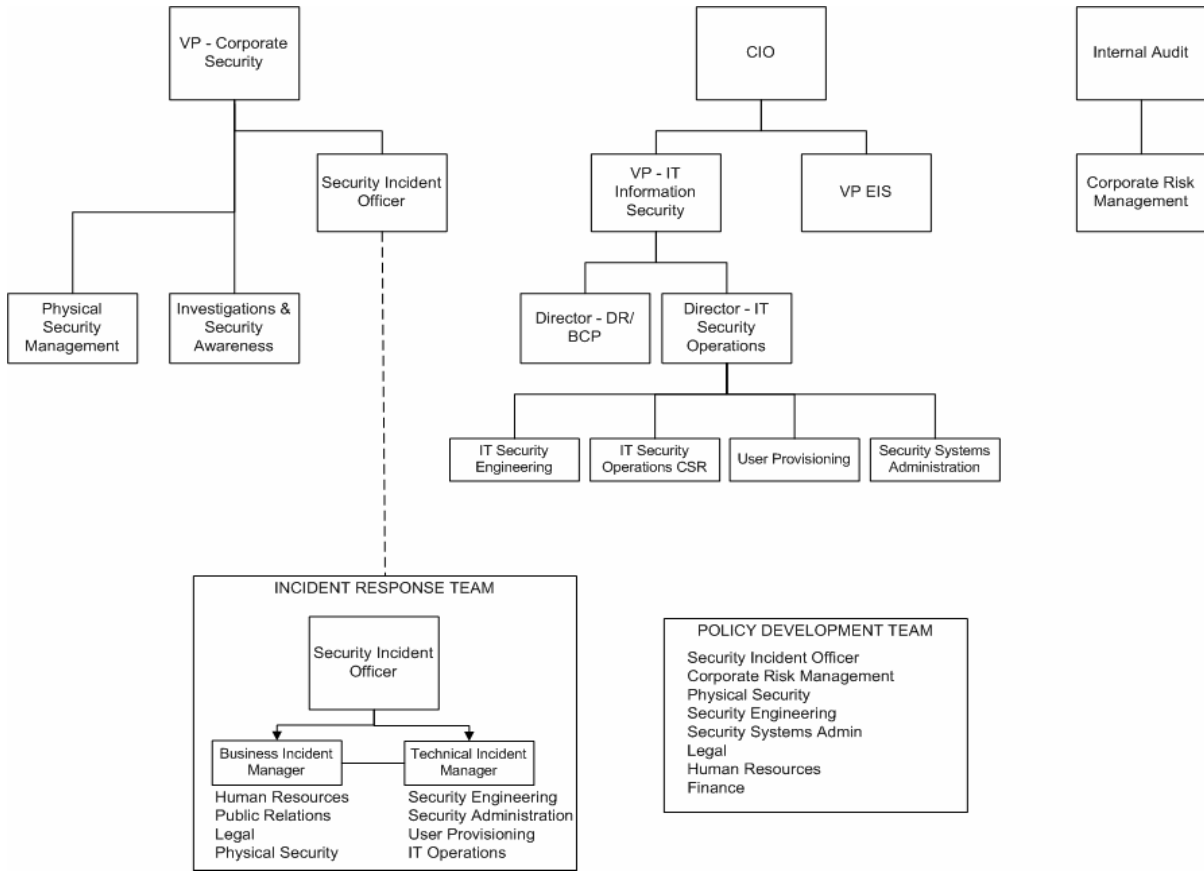 VP - Corporate
Security
CIO
Internal Audit
Security Incident
Officer
VP - IT
Information
Security
VP EIS
Corporate Risk
Management
Physical
Security
Management
Investigations &
Security
Awareness
Director - DR/
BCP
Director - IT
Security
Operations
IT Security
Engineering
IT Security
Operations CSR
User Provisioning
Security Systems
Administration
INCIDENT RESPONSE TEAM
Security Incident
Officer
Business Incident
Manager
Technical Incident
Manager
Human Resources
Public Relations
Legal
Physical Security
Security Engineering
Security Administration
User Provisioning
IT Operations
POLICY DEVELOPMENT TEAM
Security Incident Officer
Corporate Risk Management
Physical Security
Security Engineering
Security Systems Admin
Legal
Human Resources
Finance